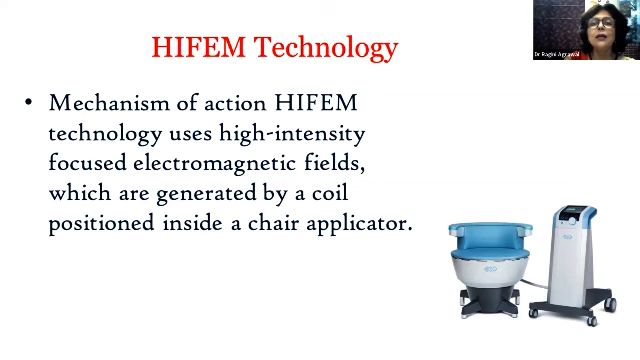 HIFEM Technology
Dr Ragini Agrawal
• Mechanism of action HIFEM
technology uses high-intensity
focused electromagnetic fields,
which are generated by a coil
positioned inside a chair applicator.